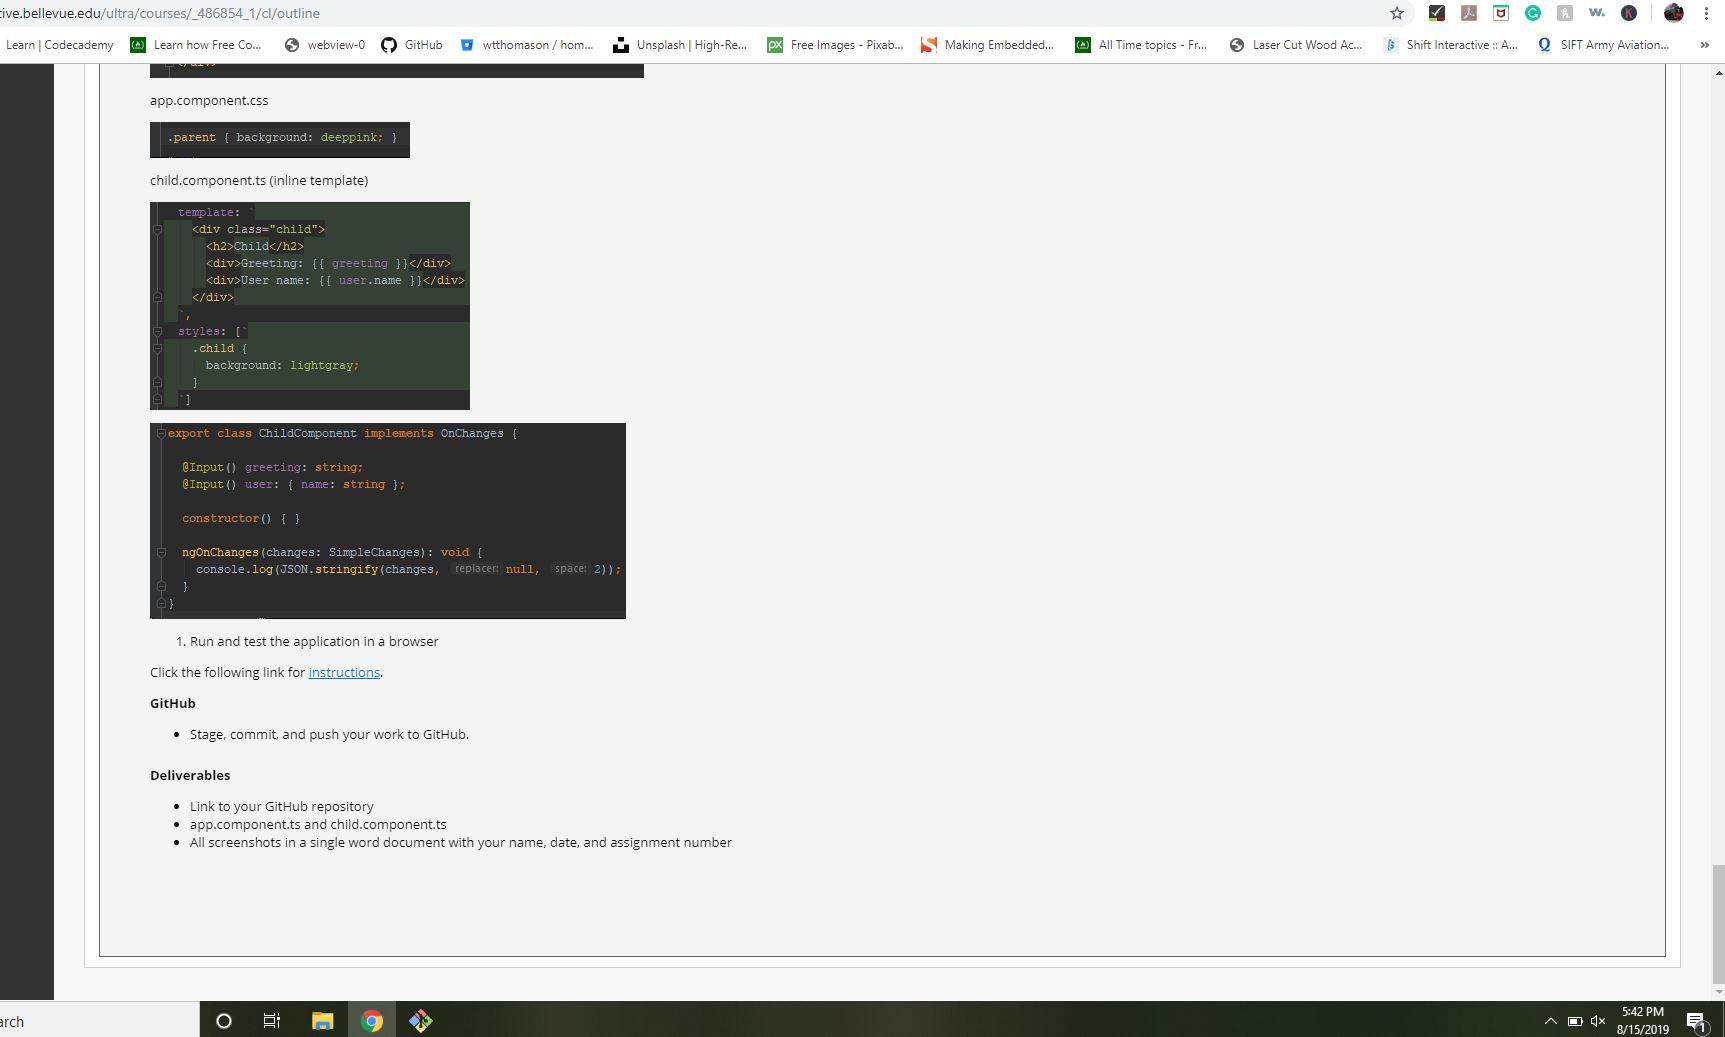 ive.bellevue.edu/ultra/courses/_486854_1/cl/outline
Learn | Codecademy Learn how Free Co... webview-0 GitHub wtthomason / hom... Unsplash | High-Re... Free Images - Pixab... Making Embedded... All Time topics - Fr... Laser Cut Wood Ac... Shift Interactive :: A... SIFT Army Aviation... »
app.component.css
.parent { background: deeppink; }
child.component.ts (inline template)
template: `
<div class="child">
<h2>Child</h2>
<div>Greeting: {{ greeting }}</div>
<div>User name: {{ user.name }}</div>
</div>
`,
styles: [`
.child {
background: lightgray;
}
`]
export class ChildComponent implements OnChanges {
@Input() greeting: string;
@Input() user: { name: string };
constructor() { }
ngOnChanges(changes: SimpleChanges): void {
console.log(JSON.stringify(changes, replacer: null, space: 2));
}
}
1. Run and test the application in a browser
Click the following link for instructions.
GitHub
• Stage, commit, and push your work to GitHub.
Deliverables
• Link to your GitHub repository
• app.component.ts and child.component.ts
• All screenshots in a single word document with your name, date, and assignment number
arch
5:42 PM
8/15/2019
1